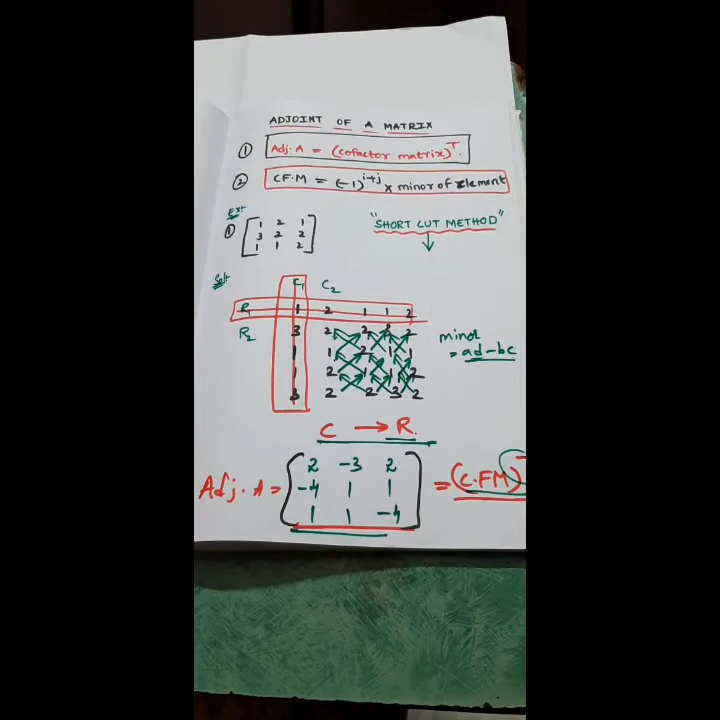 ADJOINT OF A MATRIX
① Adj. A = (cofactor matrix)ᵀ.
② C.F.M = (-1)ⁱ⁺ʲ x minor of element
Ex:
① [1 2 1
3 2 2
1 1 2]
"SHORT CUT METHOD"
Sol:
C₁ C₂
R₁ 1 2 1 1 2
R₂ 3 2 2 3 2
1 1 2 1 1
1 2 1 1 2
3 2 2 3 2
minor
= ad-bc
C → R.
Adj. A = [2 -3 2
-4 1 1
1 1 -4]
= (C.FM)